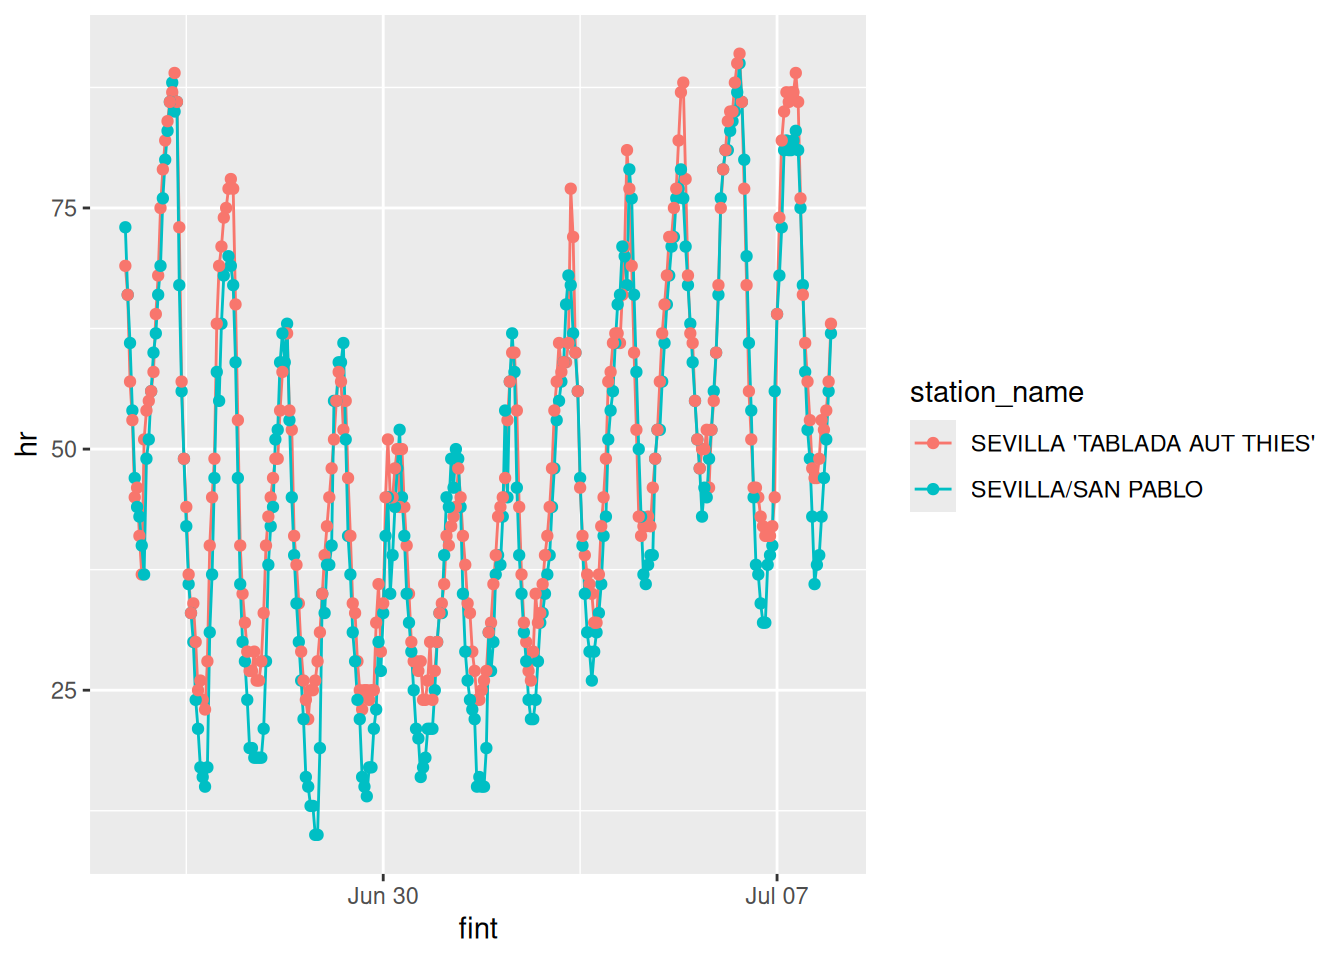 75
50
25
hr
Jun 30
Jul 07
fint
station_name
SEVILLA 'TABLADA AUT THIES'
SEVILLA/SAN PABLO